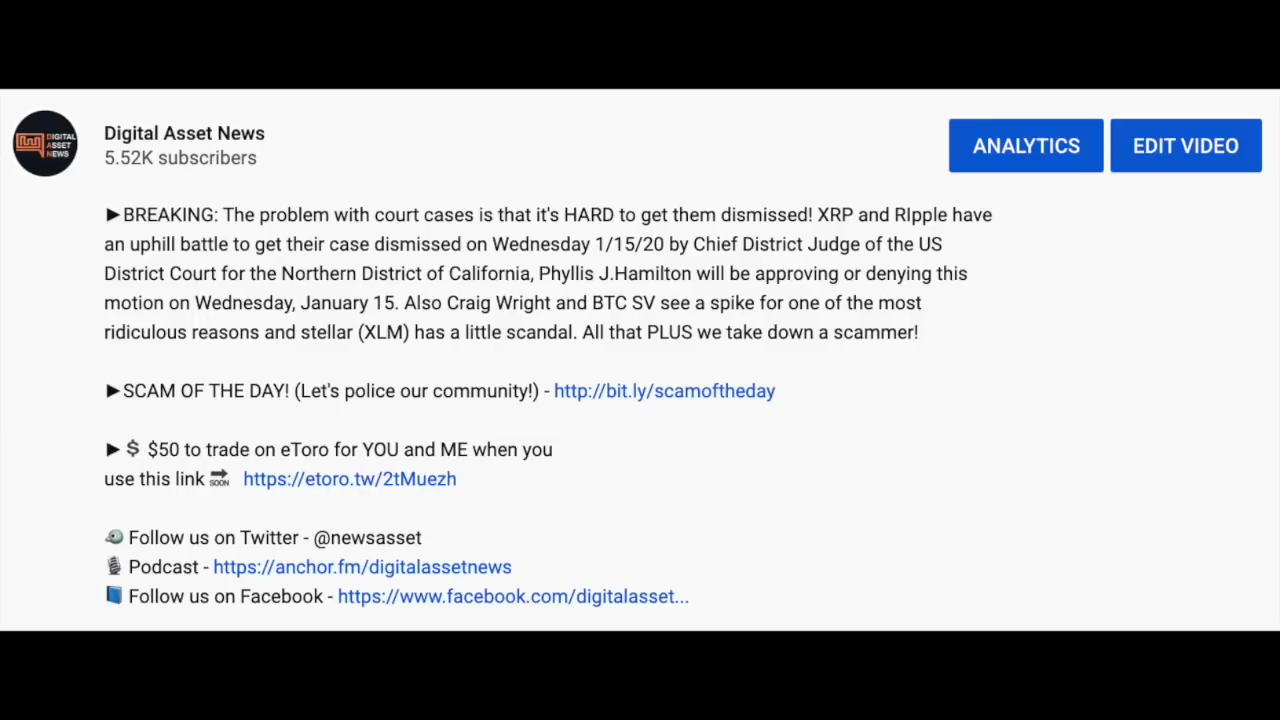 DIGITAL
ASSET
NEWS
Digital Asset News
5.52K subscribers
ANALYTICS
EDIT VIDEO
►BREAKING: The problem with court cases is that it's HARD to get them dismissed! XRP and RIpple have
an uphill battle to get their case dismissed on Wednesday 1/15/20 by Chief District Judge of the US
District Court for the Northern District of California, Phyllis J.Hamilton will be approving or denying this
motion on Wednesday, January 15. Also Craig Wright and BTC SV see a spike for one of the most
ridiculous reasons and stellar (XLM) has a little scandal. All that PLUS we take down a scammer!
►SCAM OF THE DAY! (Let's police our community!) - http://bit.ly/scamoftheday
►💲 $50 to trade on eToro for YOU and ME when you
use this link 🔜 https://etoro.tw/2tMuezh
Follow us on Twitter - @newsasset
🎙 Podcast - https://anchor.fm/digitalassetnews
📘 Follow us on Facebook - https://www.facebook.com/digitalasset...